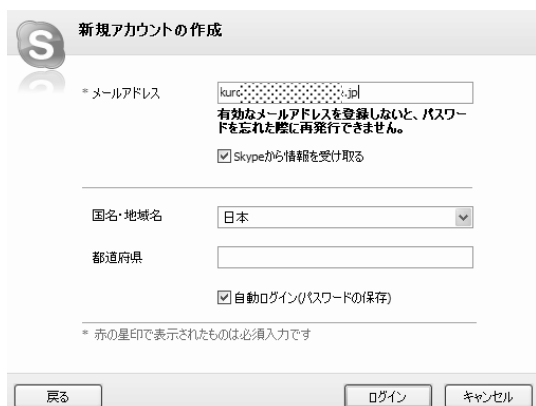 S
新規アカウントの作成
* メールアドレス
kurc .jp
有効なメールアドレスを登録しないと、パスワー
ドを忘れた際に再発行できません。
Skypeから情報を受け取る
国名・地域名
日本
都道府県
自動ログイン(パスワードの保存)
* 赤の星印で表示されたものは必須入力です
戻る
ログイン
キャンセル